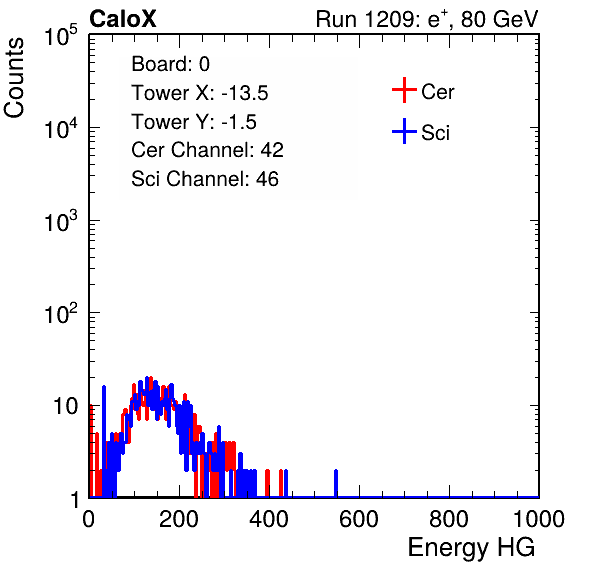 CaloX Run 1209: e⁺, 80 GeV
Counts
10⁵
10⁴
10³
10²
10
1
Board: 0
Tower X: -13.5
Tower Y: -1.5
Cer Channel: 42
Sci Channel: 46
Cer
Sci
0 200 400 600 800 1000
Energy HG